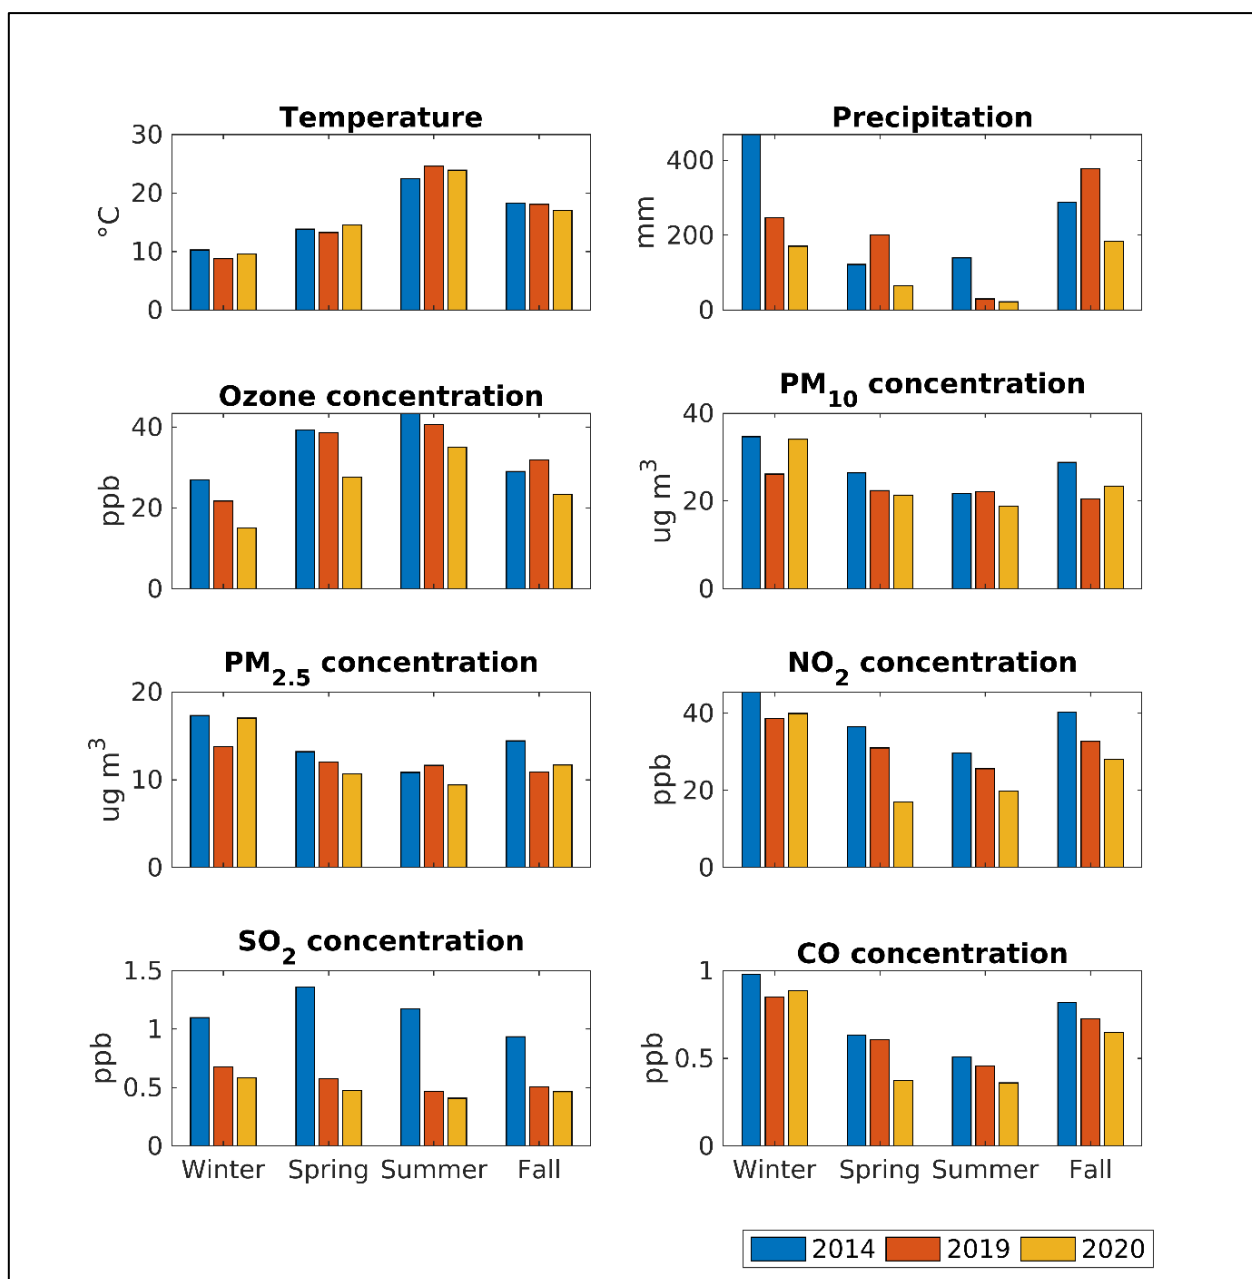 Temperature
30
20
10
0
°C
Precipitation
400
200
0
mm
Ozone concentration
40
20
0
ppb
PM10 concentration
40
20
0
ug m3
PM2.5 concentration
20
10
0
ug m3
NO2 concentration
40
20
0
ppb
SO2 concentration
1.5
1
0.5
0
ppb
Winter Spring Summer Fall
CO concentration
1
0.5
0
ppb
Winter Spring Summer Fall
2014 2019 2020